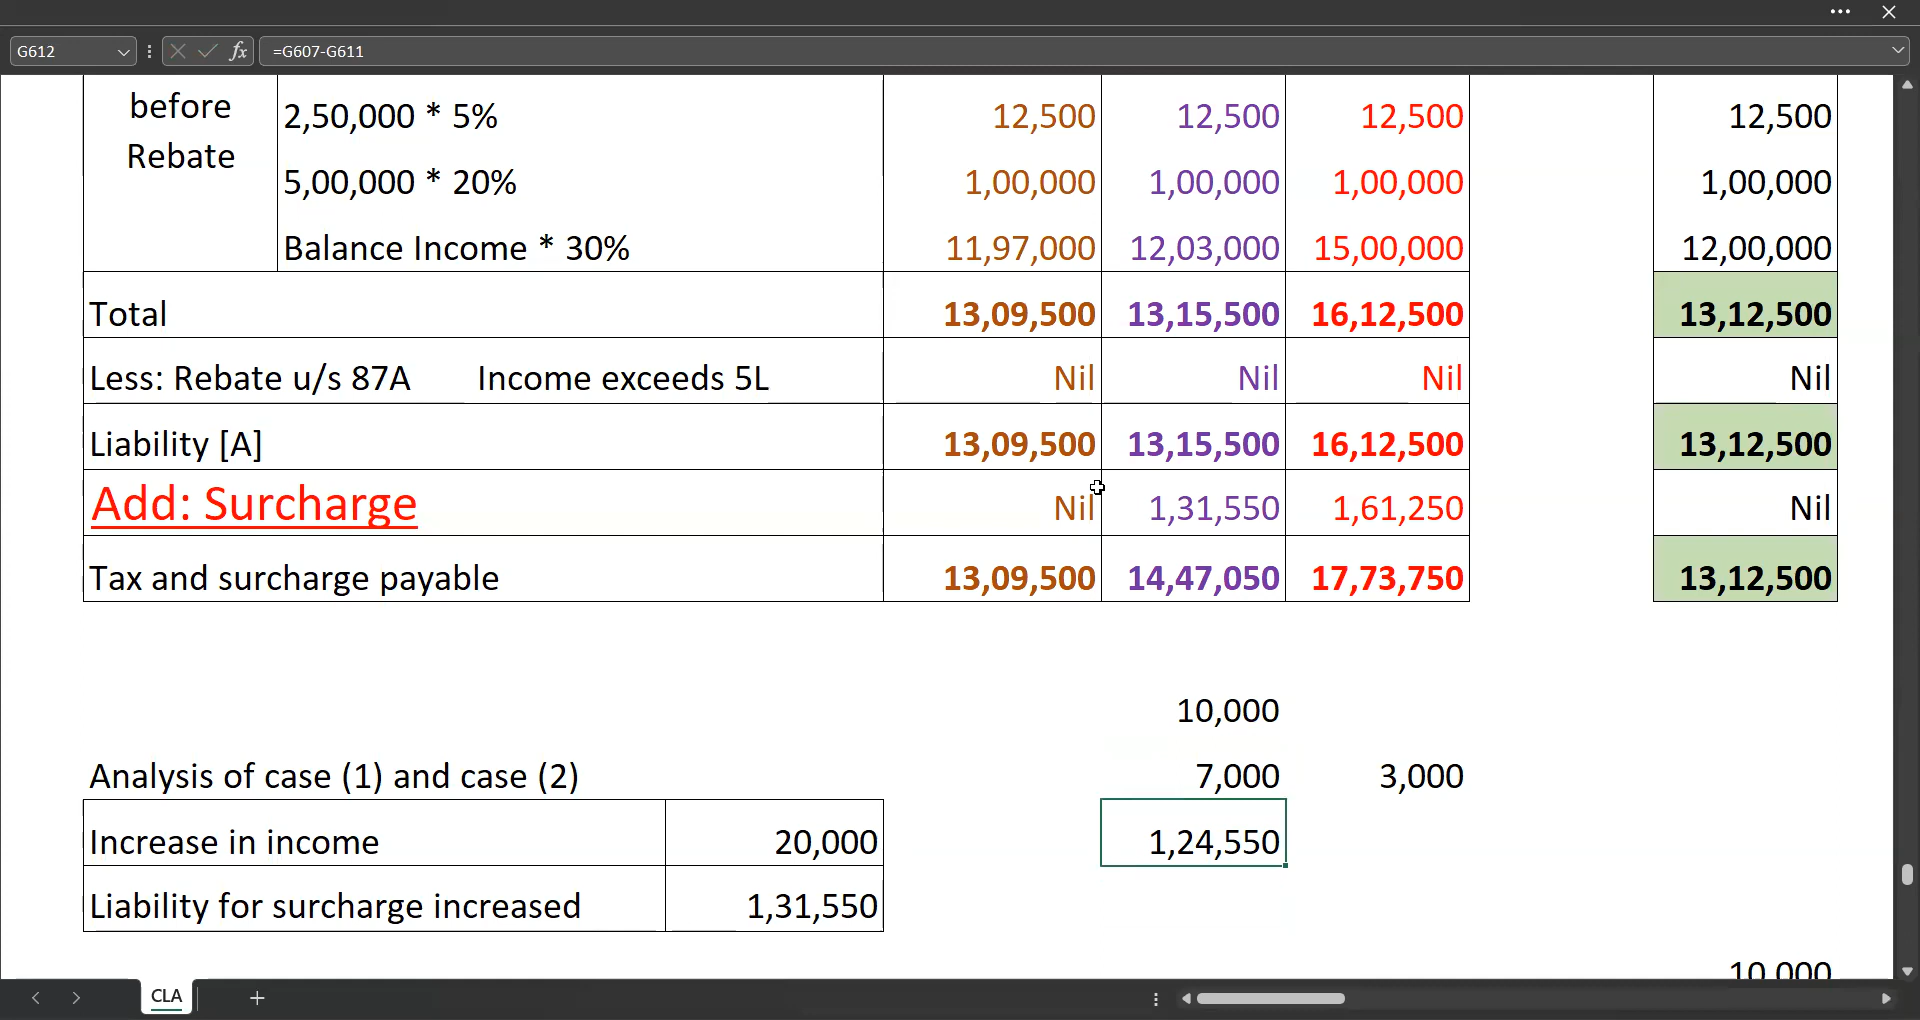 G612
fx
=G607-G611
before
Rebate
2,50,000 * 5% 12,500 12,500 12,500 12,500
5,00,000 * 20% 1,00,000 1,00,000 1,00,000 1,00,000
Balance Income * 30% 11,97,000 12,03,000 15,00,000 12,00,000
Total 13,09,500 13,15,500 16,12,500 13,12,500
Less: Rebate u/s 87A Income exceeds 5L Nil Nil Nil Nil
Liability [A] 13,09,500 13,15,500 16,12,500 13,12,500
Add: Surcharge Nil 1,31,550 1,61,250 Nil
Tax and surcharge payable 13,09,500 14,47,050 17,73,750 13,12,500
10,000
Analysis of case (1) and case (2) 7,000 3,000
Increase in income 20,000 1,24,550
Liability for surcharge increased 1,31,550
10,000
CLA